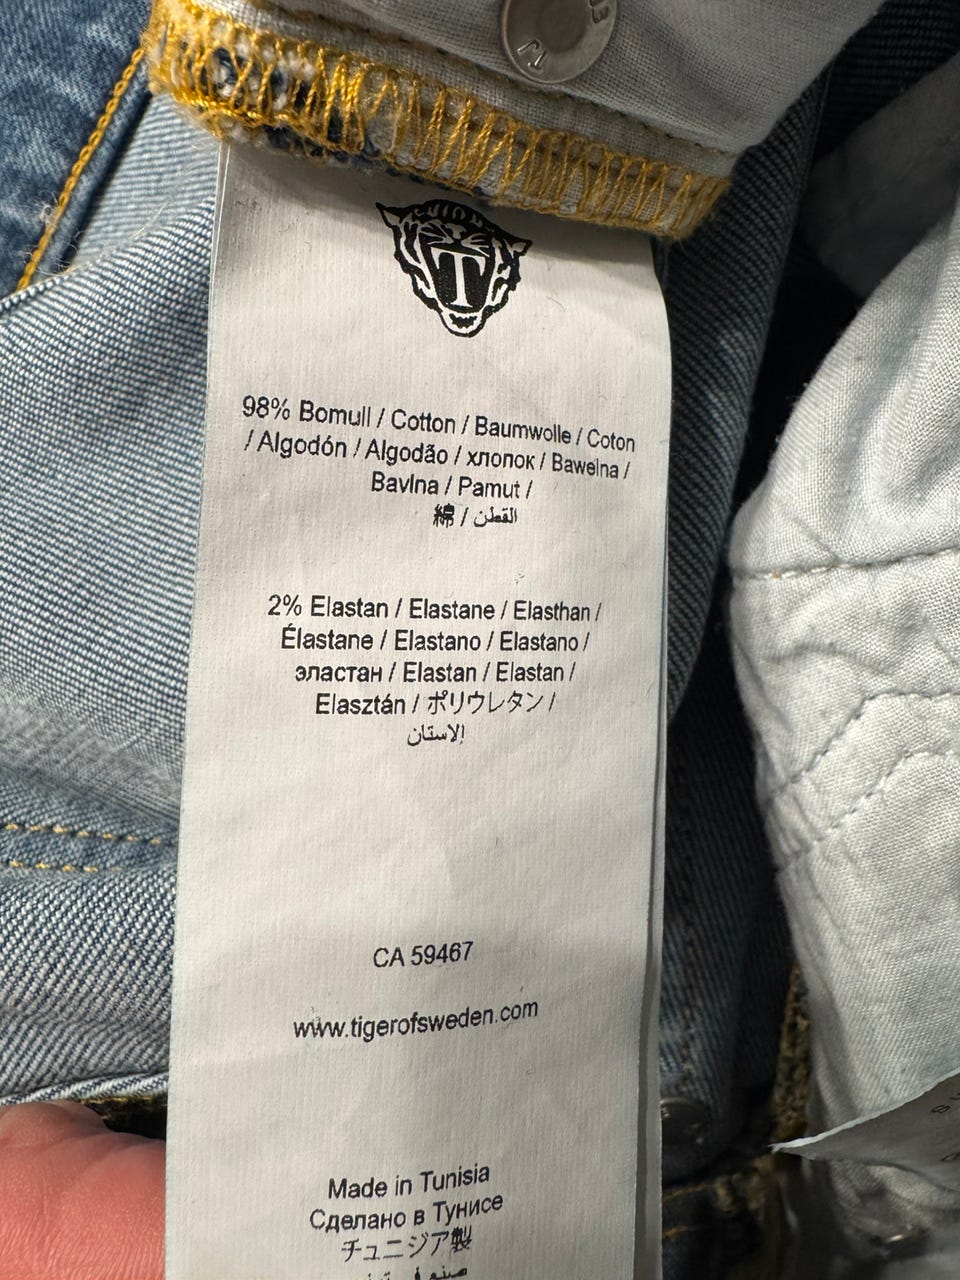 T
98% Bomull / Cotton / Baumwolle / Coton
/ Algodón / Algodão / хлопок / Bawełna /
Bavlna / Pamut /
綿 / القطن
2% Elastan / Elastane / Elasthan /
Élastane / Elastano / Elastano /
эластан / Elastan / Elastan /
Elasztán / ポリウレタン /
الاستان
CA 59467
www.tigerofsweden.com
Made in Tunisia
Сделано в Тунисе
チュニジア製